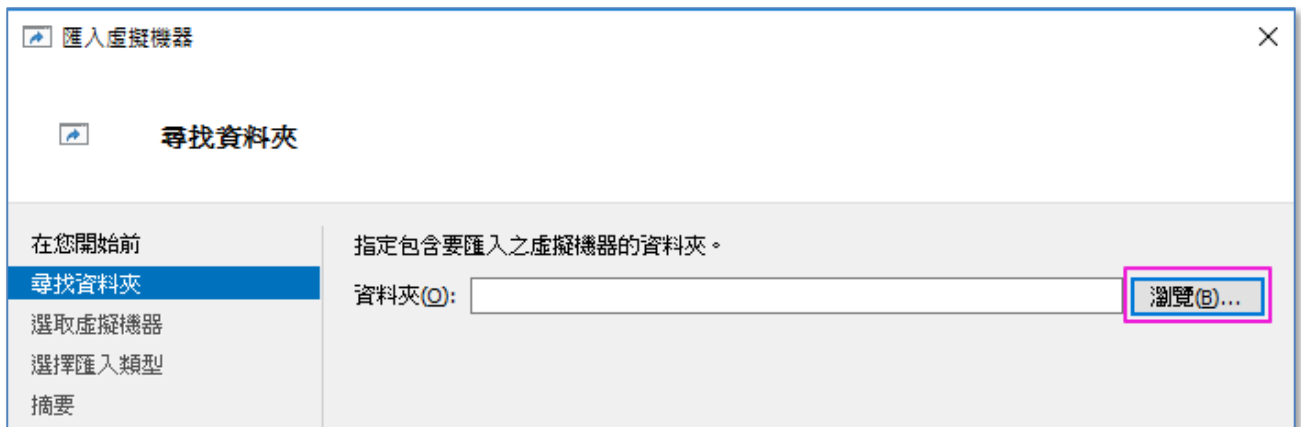 匯入虛擬機器
尋找資料夾
在您開始前
尋找資料夾
選取虛擬機器
選擇匯入類型
摘要
指定包含要匯入之虛擬機器的資料夾。
資料夾(O):
瀏覽(B)...